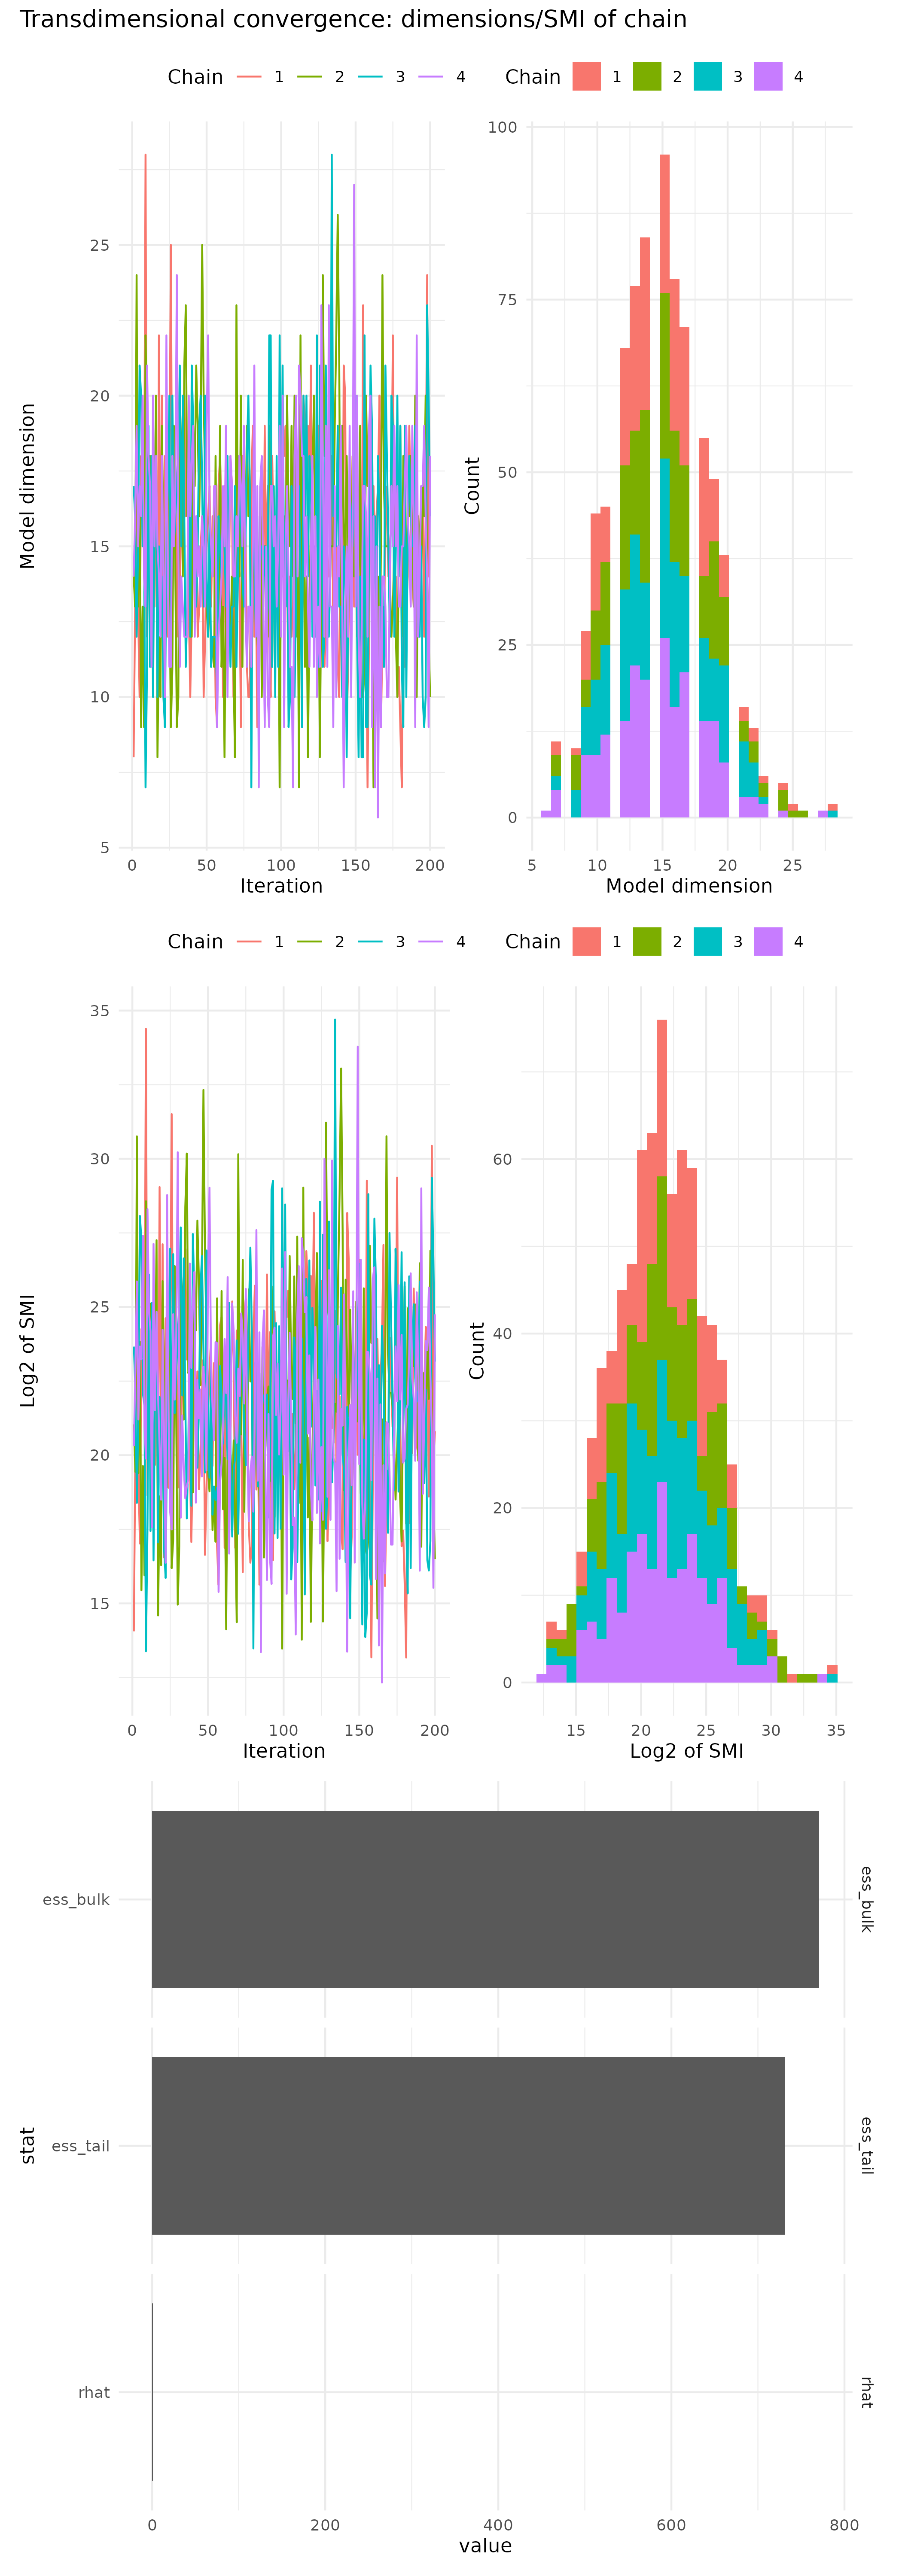 Transdimensional convergence: dimensions/SMI of chain
Chain 1 2 3 4
Chain 1 2 3 4
Model dimension
25
20
15
10
5
0 50 100 150 200
Iteration
Count
100
75
50
25
0
5 10 15 20 25
Model dimension
Chain 1 2 3 4
Chain 1 2 3 4
Log2 of SMI
35
30
25
20
15
0 50 100 150 200
Iteration
Count
60
40
20
0
15 20 25 30 35
Log2 of SMI
stat
ess_bulk
ess_bulk
ess_tail
ess_tail
rhat
rhat
0 200 400 600 800
value